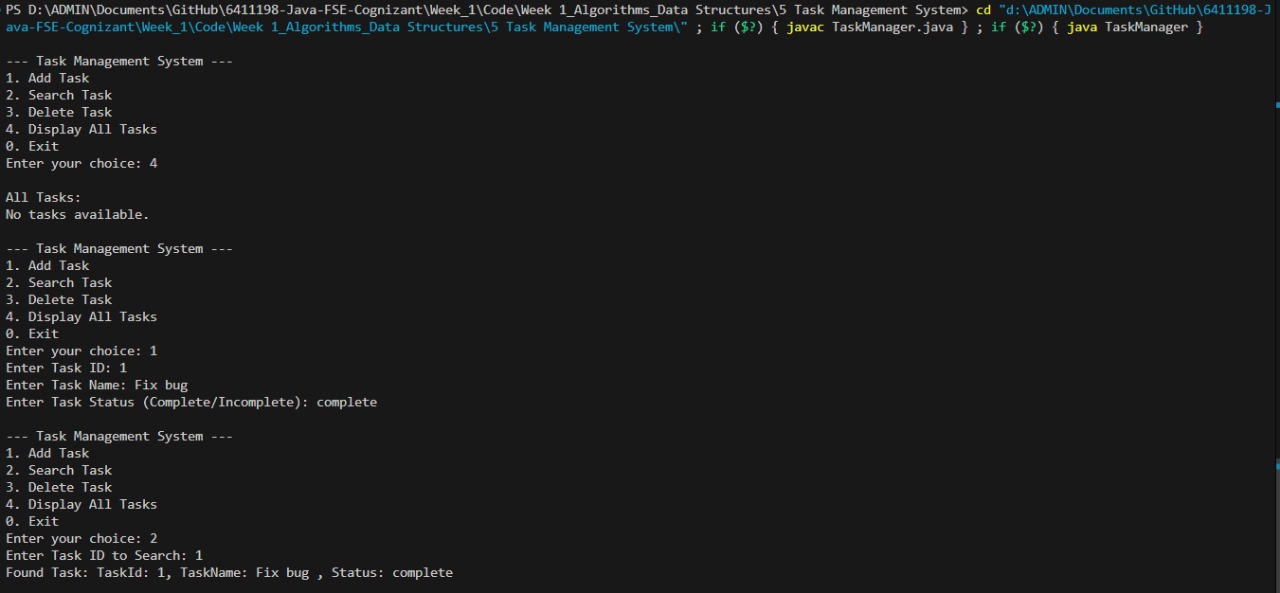 PS D:\ADMIN\Documents\GitHub\6411198-Java-FSE-Cognizant\Week_1\Code\Week 1_Algorithms_Data Structures\5 Task Management System> cd "d:\ADMIN\Documents\GitHub\6411198-J
ava-FSE-Cognizant\Week_1\Code\Week 1_Algorithms_Data Structures\5 Task Management System\" ; if ($?) { javac TaskManager.java } ; if ($?) { java TaskManager }
--- Task Management System ---
1. Add Task
2. Search Task
3. Delete Task
4. Display All Tasks
0. Exit
Enter your choice: 4
All Tasks:
No tasks available.
--- Task Management System ---
1. Add Task
2. Search Task
3. Delete Task
4. Display All Tasks
0. Exit
Enter your choice: 1
Enter Task ID: 1
Enter Task Name: Fix bug
Enter Task Status (Complete/Incomplete): complete
--- Task Management System ---
1. Add Task
2. Search Task
3. Delete Task
4. Display All Tasks
0. Exit
Enter your choice: 2
Enter Task ID to Search: 1
Found Task: TaskId: 1, TaskName: Fix bug , Status: complete